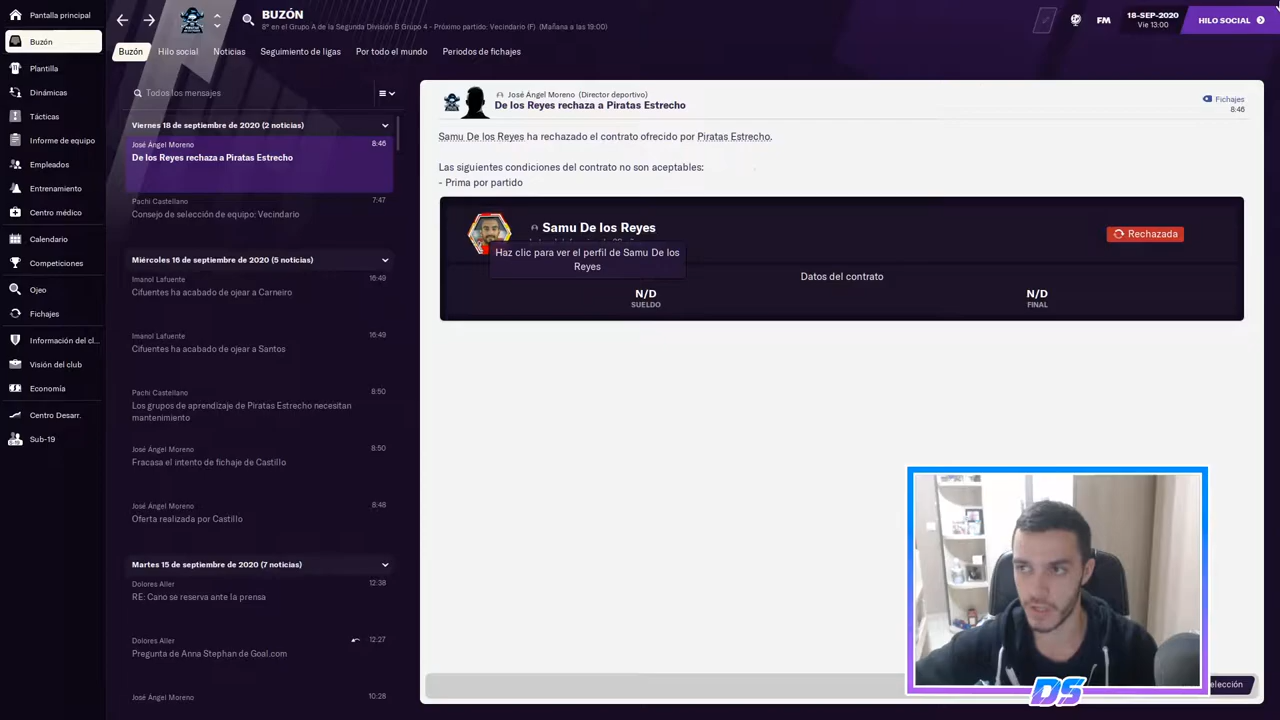 Pantalla principal
Buzón
Plantilla
Dinámicas
Tácticas
Informe de equipo
Empleados
Entrenamiento
Centro médico
Calendario
Competiciones
Ojeo
Fichajes
Información del cl...
Visión del club
Economía
Centro Desarr.
Sub-19
BUZÓN
8º en el Grupo A de la Segunda División B Grupo 4 - Próximo partido: Vecindario (F) (Mañana a las 19:00)
FM
18-SEP-2020
Vie 13:00
HILO SOCIAL
Buzón
Hilo social
Noticias
Seguimiento de ligas
Por todo el mundo
Periodos de fichajes
Todos los mensajes
Viernes 18 de septiembre de 2020 (2 noticias)
José Ángel Moreno 8:46
De los Reyes rechaza a Piratas Estrecho
Pachi Castellano 7:47
Consejo de selección de equipo: Vecindario
Miércoles 16 de septiembre de 2020 (5 noticias)
Imanol Lafuente 16:49
Cifuentes ha acabado de ojear a Carneiro
Imanol Lafuente 16:49
Cifuentes ha acabado de ojear a Santos
Pachi Castellano 8:50
Los grupos de aprendizaje de Piratas Estrecho necesitan
mantenimiento
José Ángel Moreno 8:50
Fracasa el intento de fichaje de Castillo
José Ángel Moreno 8:48
Oferta realizada por Castillo
Martes 15 de septiembre de 2020 (7 noticias)
Dolores Aller 12:38
RE: Cano se reserva ante la prensa
Dolores Aller 12:27
Pregunta de Anna Stephan de Goal.com
José Ángel Moreno 10:28
José Ángel Moreno (Director deportivo)
De los Reyes rechaza a Piratas Estrecho
Fichajes
8:46
Samu De los Reyes ha rechazado el contrato ofrecido por Piratas Estrecho.
Las siguientes condiciones del contrato no son aceptables:
- Prima por partido
Samu De los Reyes
Rechazada
Haz clic para ver el perfil de Samu De los
Reyes
Datos del contrato
N/D
SUELDO
N/D
FINAL
elección
DS